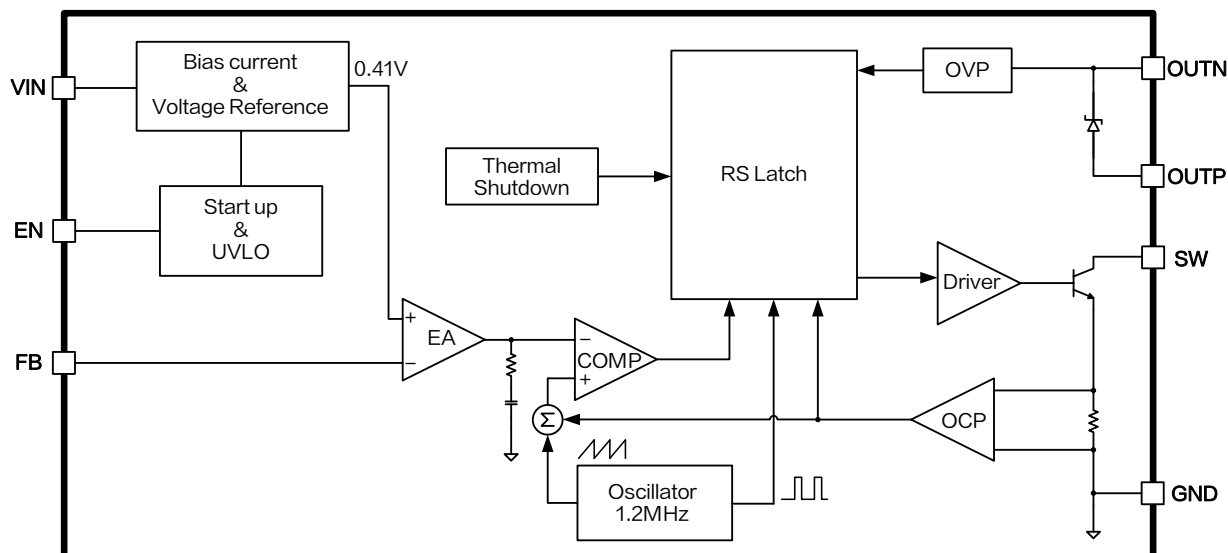 VIN
Bias current
&
Voltage Reference
0.41V
OVP
OUTN
Thermal
Shutdown
RS Latch
OUTP
EN
Start up
&
UVLO
SW
Driver
FB
+
EA
−
−
COMP
+
Σ
OCP
Oscillator
1.2MHz
GND